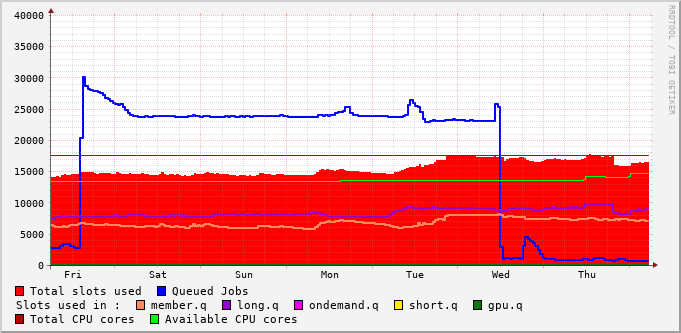 40000
35000
30000
25000
20000
15000
10000
5000
0
Fri Sat Sun Mon Tue Wed Thu
RRDTOOL / TOBI OETIKER
Total slots used Queued Jobs
Slots used in : member.q long.q ondemand.q short.q gpu.q
Total CPU cores Available CPU cores